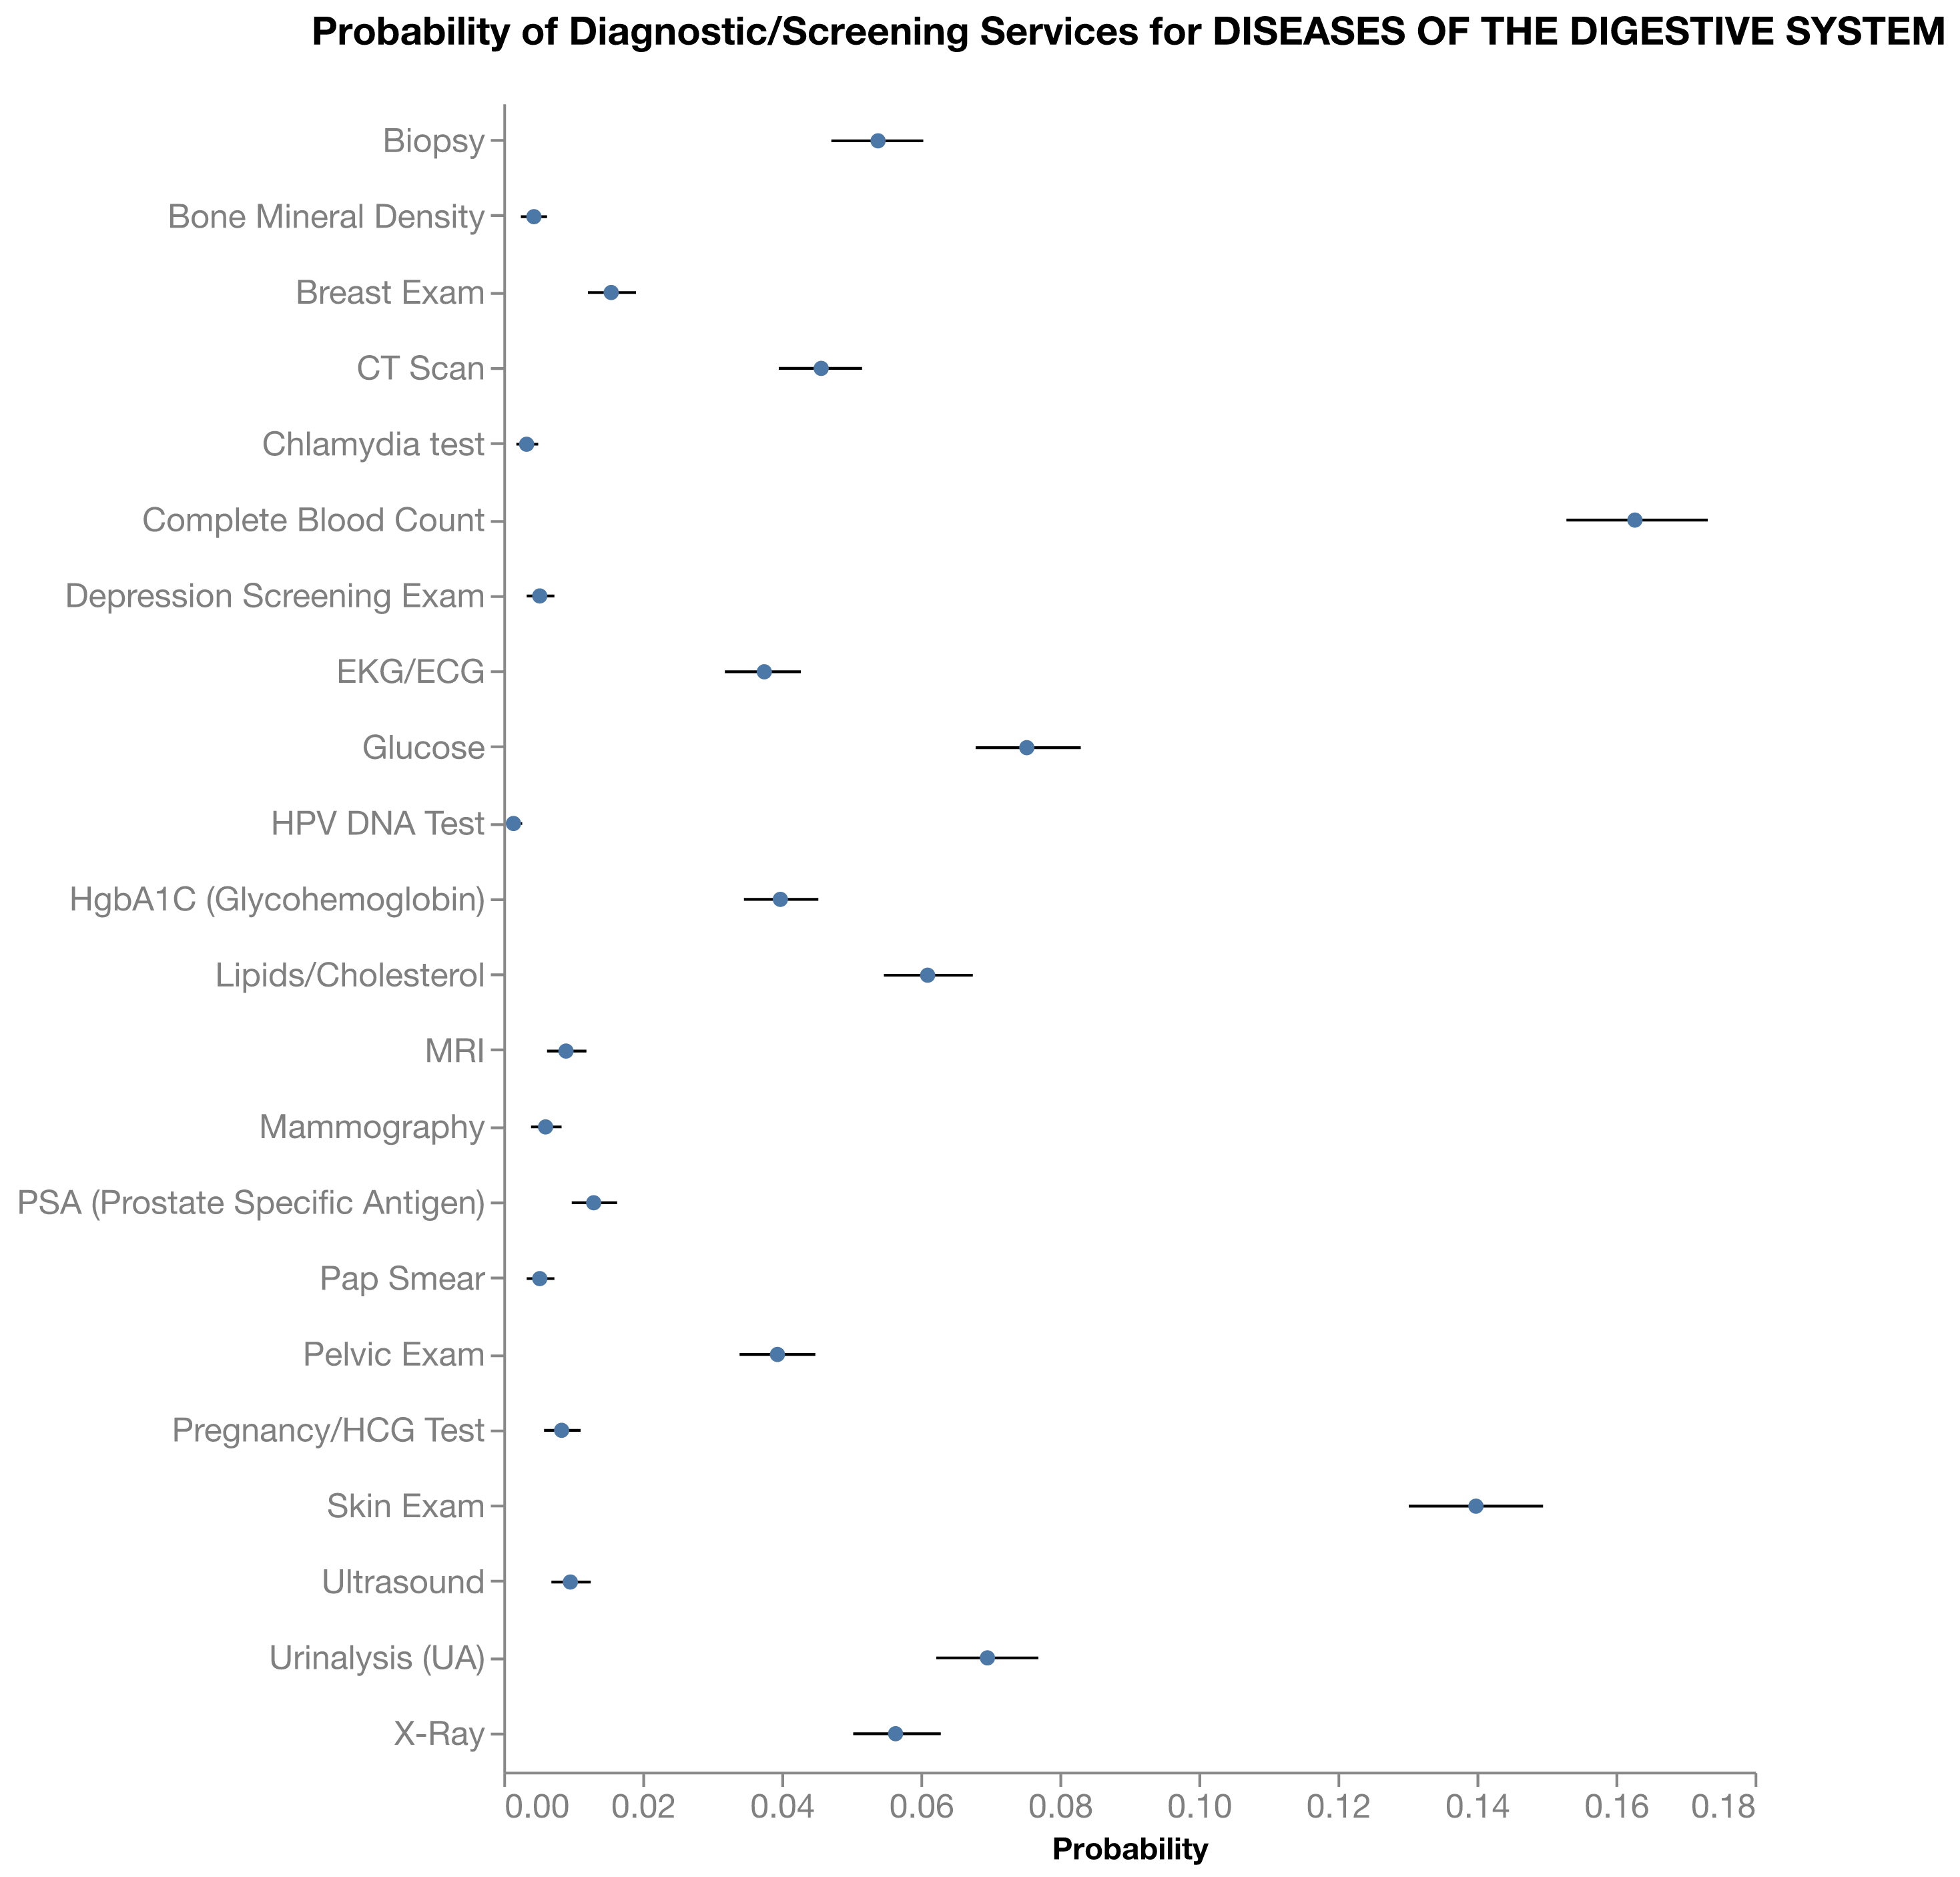 Probability of Diagnostic/Screening Services for DISEASES OF THE DIGESTIVE SYSTEM
Biopsy
Bone Mineral Density
Breast Exam
CT Scan
Chlamydia test
Complete Blood Count
Depression Screening Exam
EKG/ECG
Glucose
HPV DNA Test
HgbA1C (Glycohemoglobin)
Lipids/Cholesterol
MRI
Mammography
PSA (Prostate Specific Antigen)
Pap Smear
Pelvic Exam
Pregnancy/HCG Test
Skin Exam
Ultrasound
Urinalysis (UA)
X-Ray
0.00 0.02 0.04 0.06 0.08 0.10 0.12 0.14 0.16 0.18
Probability